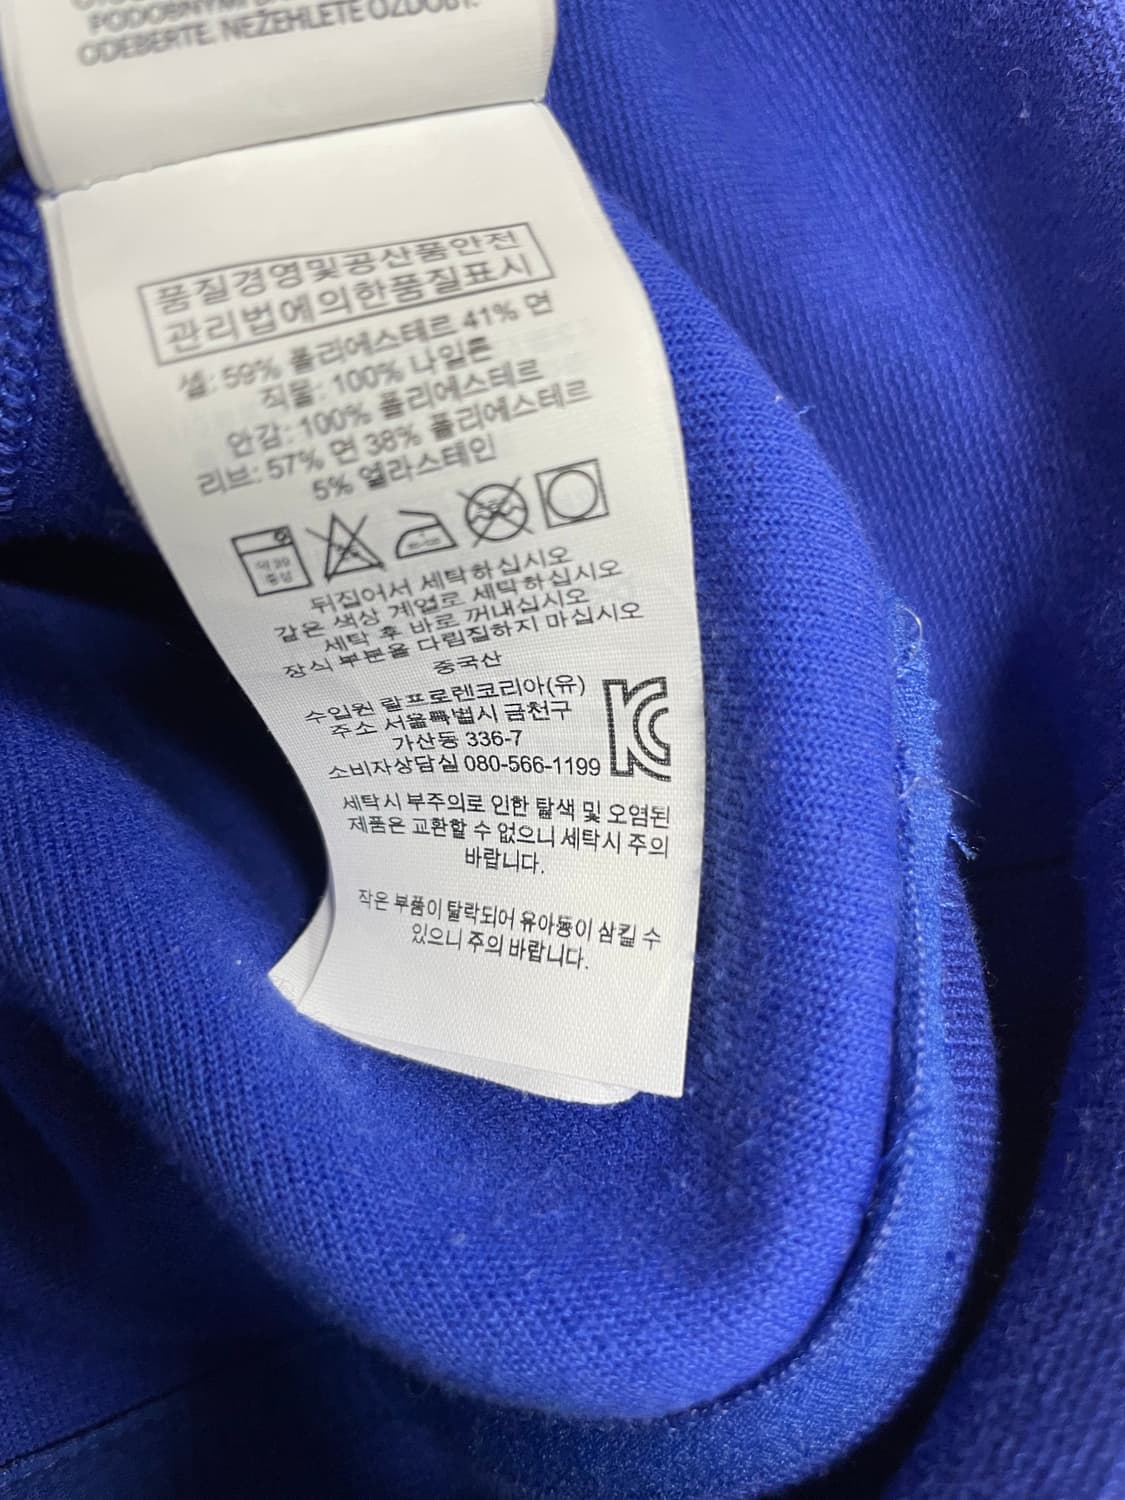 PODOBNÝMI
ODEBERTE. NEŽEHLETE OZDOBY.
품질경영및공산품안전
관리법에의한품질표시
셸: 59% 폴리에스테르 41% 면
직물: 100% 나일론
안감: 100% 폴리에스테르
리브: 57% 면 38% 폴리에스테르
5% 엘라스테인
뒤집어서 세탁하십시오
같은 색상 계열로 세탁하십시오
세탁 후 바로 꺼내십시오
장식 부분을 다림질하지 마십시오
중국산
수입원 랄프로렌코리아(유)
주소 서울특별시 금천구
가산동 336-7
소비자상담실 080-566-1199
세탁시 부주의로 인한 탈색 및 오염된
제품은 교환할 수 없으니 세탁시 주의
바랍니다.
작은 부품이 탈락되어 유아동이 삼킬 수
있으니 주의 바랍니다.